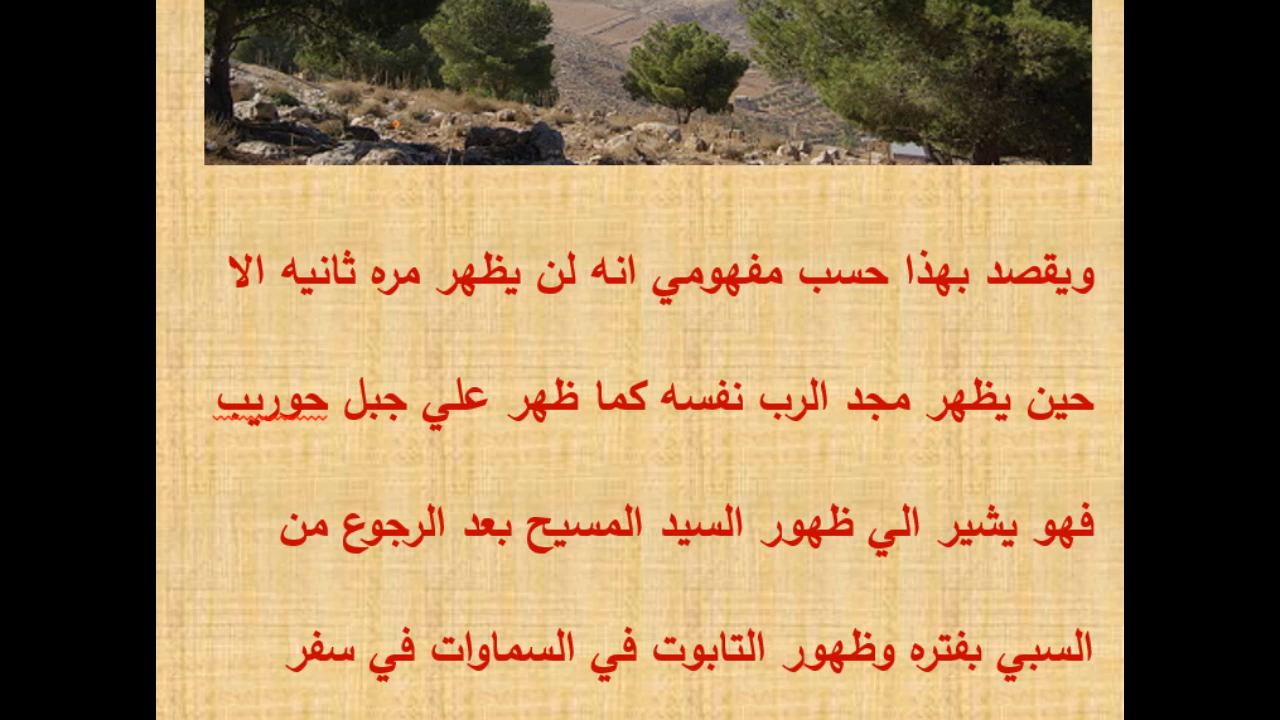 ويقصد بهذا حسب مفهومي انه لن يظهر مره ثانيه الا
حين يظهر مجد الرب نفسه كما ظهر علي جبل حوريب
فهو يشير الي ظهور السيد المسيح بعد الرجوع من
السبي بفتره وظهور التابوت في السماوات في سفر